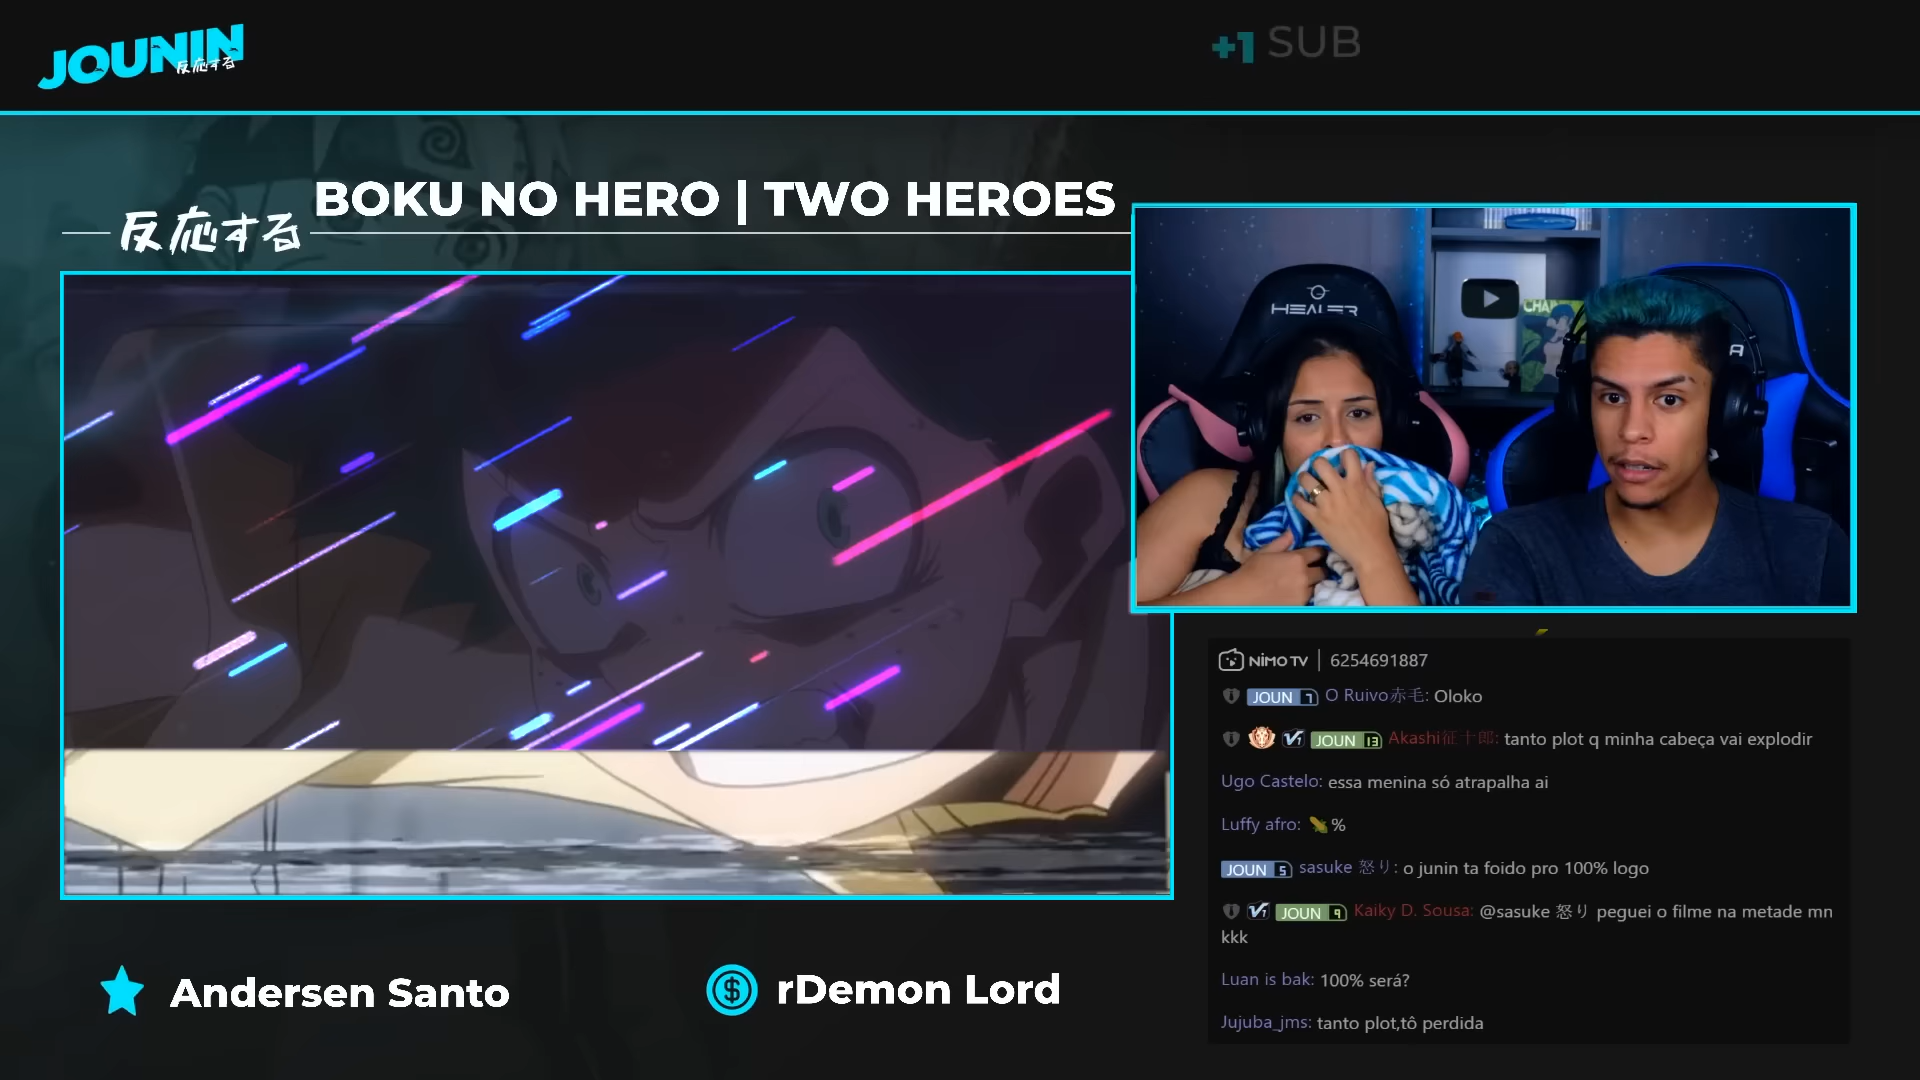 JOUNIN
反応する
+1 SUB
BOKU NO HERO | TWO HEROES
反応する
HEALER
CHAI
NIMO TV | 6254691887
JOUN 7 O Ruivo赤毛: Oloko
V1 JOUN 13 Akashi征十郎: tanto plot q minha cabeça vai explodir
Ugo Castelo: essa menina só atrapalha ai
Luffy afro: 🌽%
JOUN 5 sasuke 怒り: o junin ta foido pro 100% logo
V1 JOUN 9 Kaiky D. Sousa: @sasuke 怒り peguei o filme na metade mn
kkk
Luan is bak: 100% será?
Jujuba_jms: tanto plot,tô perdida
Andersen Santo
rDemon Lord